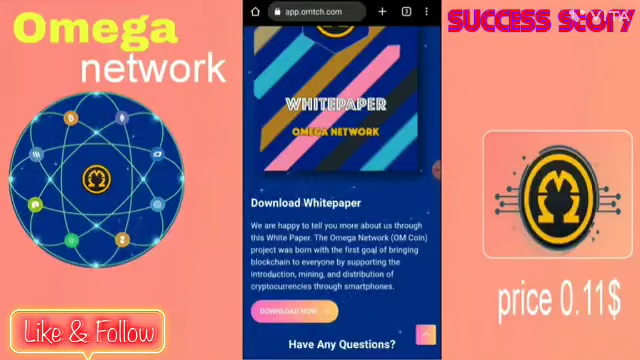 Omega
network
Like & Follow
app.omtch.com
3
WHITEPAPER
OMEGA NETWORK
Download Whitepaper
We are happy to tell you more about us through
this White Paper. The Omega Network (OM Coin)
project was born with the first goal of bringing
blockchain to everyone by supporting the
introduction, mining, and distribution of
cryptocurrencies through smartphones.
DOWNLOAD NOW
Have Any Questions?
SUCCESS StORY
price 0.11$